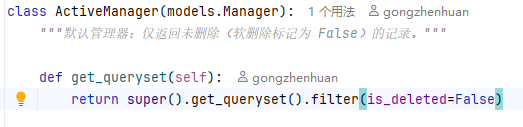 class ActiveManager(models.Manager): 1个用法 gongzhenhuan
"""默认管理器：仅返回未删除（软删除标记为 False）的记录。"""
def get_queryset(self): gongzhenhuan
return super().get_queryset().filter(is_deleted=False)